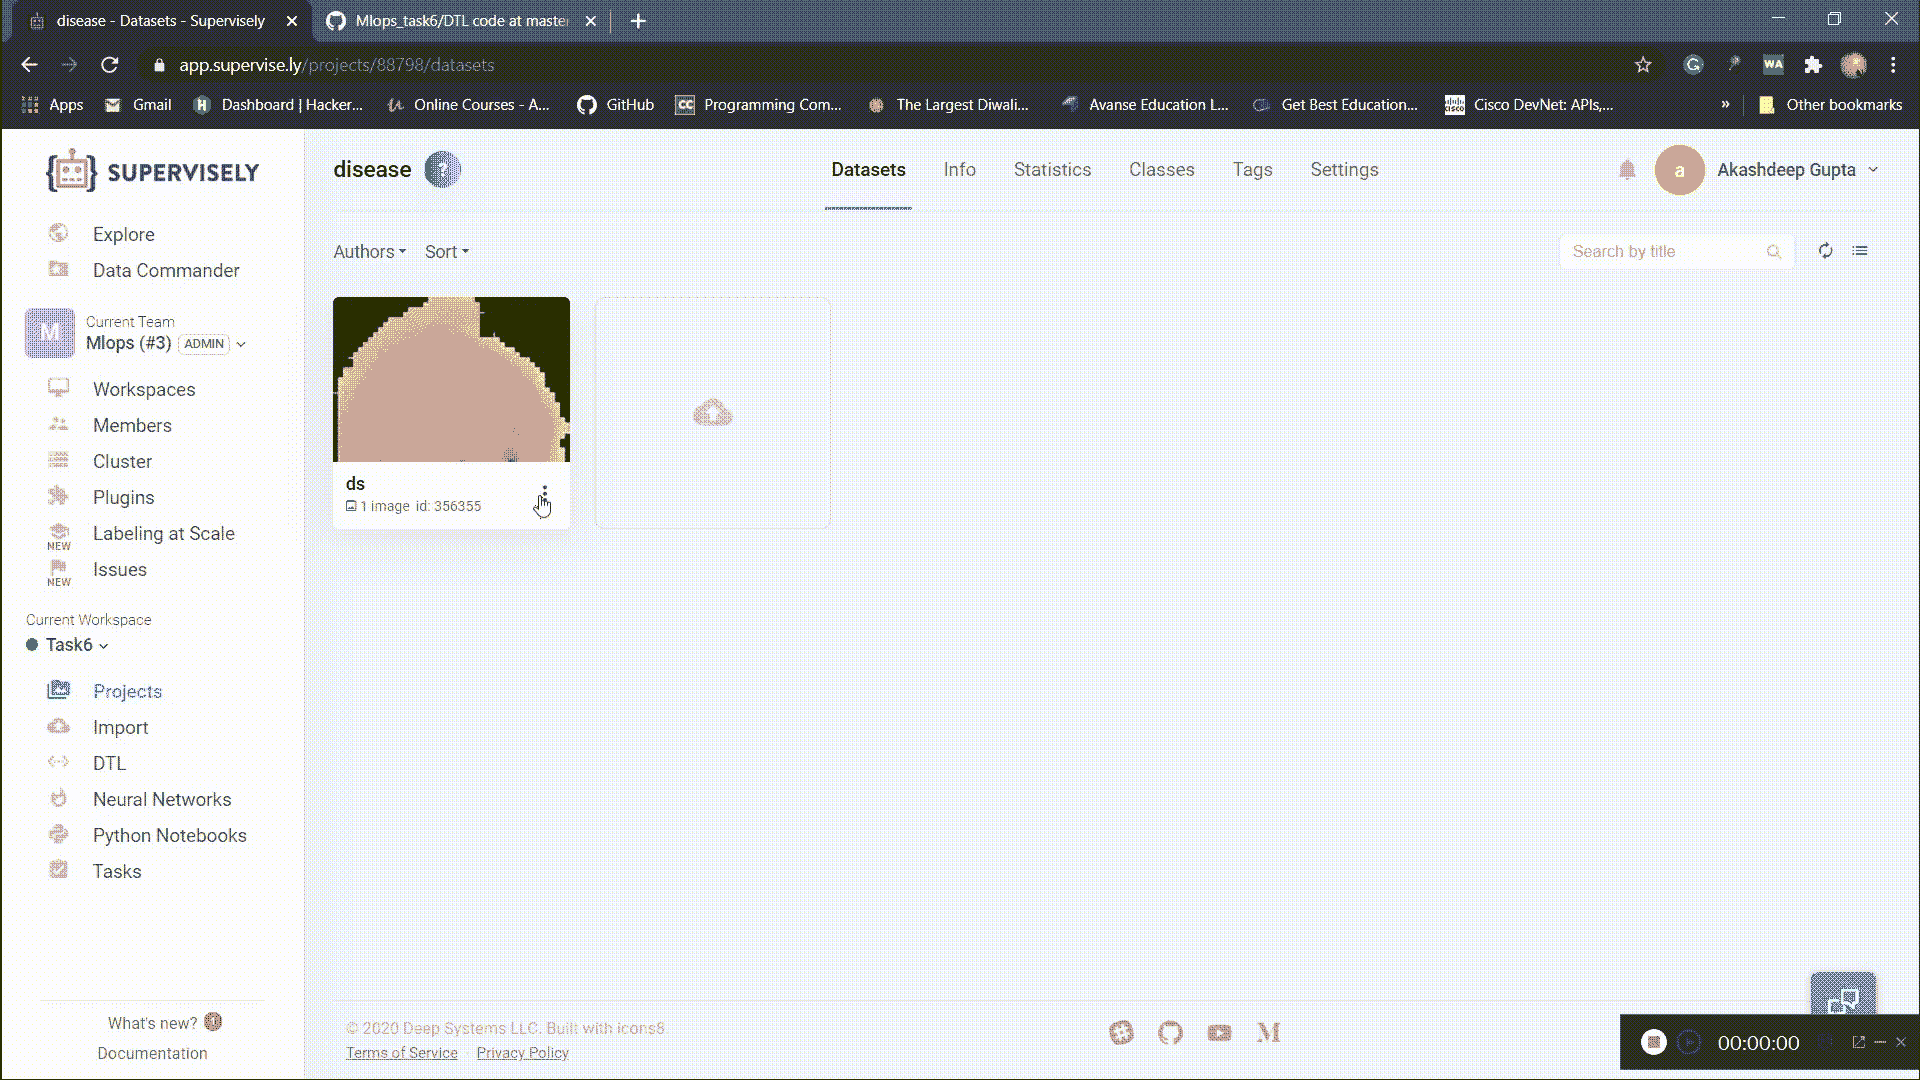 disease - Datasets - Supervisely
Mlops_task6/DTL code at master
app.supervise.ly/projects/88798/datasets
WA
Apps
Gmail
Dashboard | Hacker...
Online Courses - A...
GitHub
CC
Programming Com...
The Largest Diwali...
Avanse Education L...
Get Best Education...
Cisco DevNet: APIs,...
»
Other bookmarks
SUPERVISELY
disease
?
Datasets
Info
Statistics
Classes
Tags
Settings
a
Akashdeep Gupta
Explore
Data Commander
Authors
Sort
Search by title
M
Current Team
Mlops (#3)
ADMIN
Workspaces
Members
Cluster
Plugins
Labeling at Scale
NEW
Issues
NEW
ds
1 image id: 356355
Current Workspace
Task6
Projects
Import
DTL
Neural Networks
Python Notebooks
Tasks
What's new?
Documentation
© 2020 Deep Systems LLC. Built with icons8
Terms of Service · Privacy Policy
00:00:00